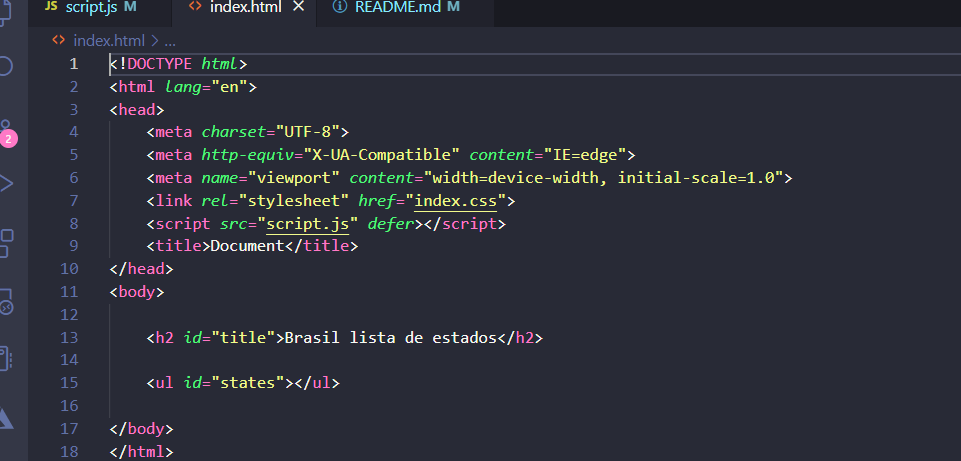 JS script.js M <> index.html × ⓘ README.md M
<> index.html > ...
1 <!DOCTYPE html>
2 <html lang="en">
3 <head>
4     <meta charset="UTF-8">
5     <meta http-equiv="X-UA-Compatible" content="IE=edge">
6     <meta name="viewport" content="width=device-width, initial-scale=1.0">
7     <link rel="stylesheet" href="index.css">
8     <script src="script.js" defer></script>
9     <title>Document</title>
10 </head>
11 <body>
12
13     <h2 id="title">Brasil lista de estados</h2>
14
15     <ul id="states"></ul>
16
17 </body>
18 </html>
2